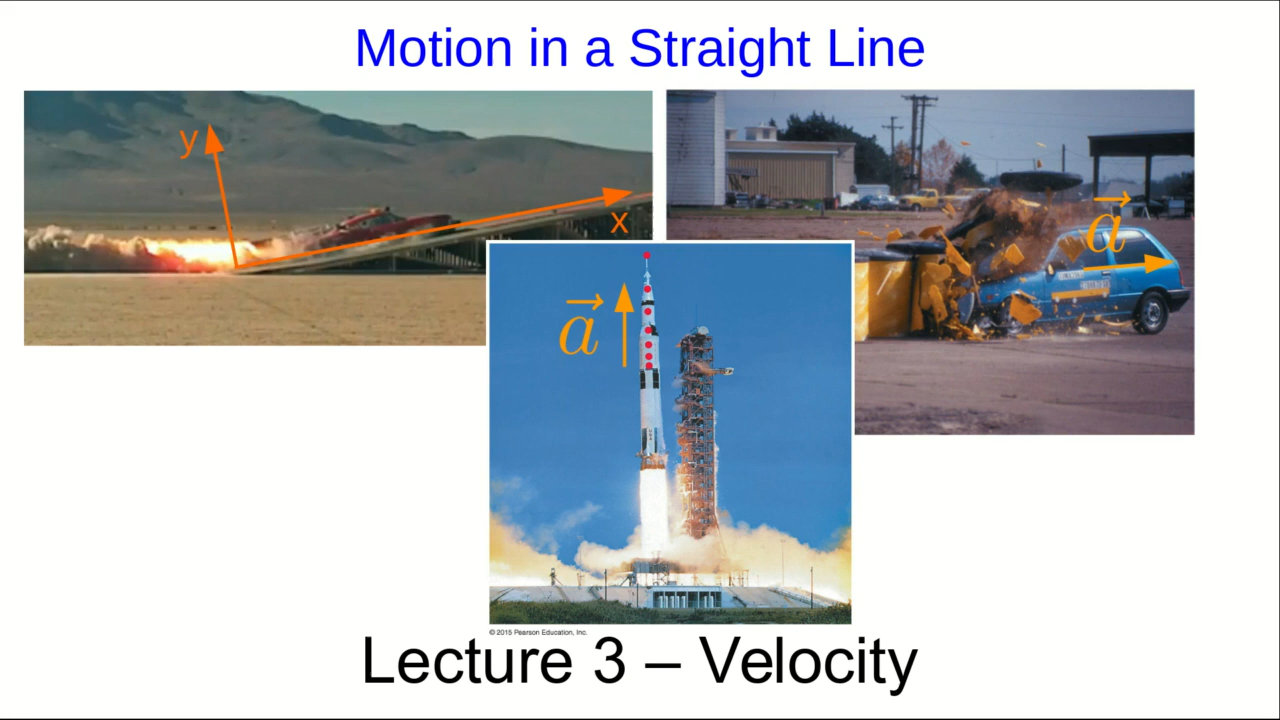 Motion in a Straight Line
y
x
a
a
© 2015 Pearson Education, Inc.
Lecture 3 – Velocity